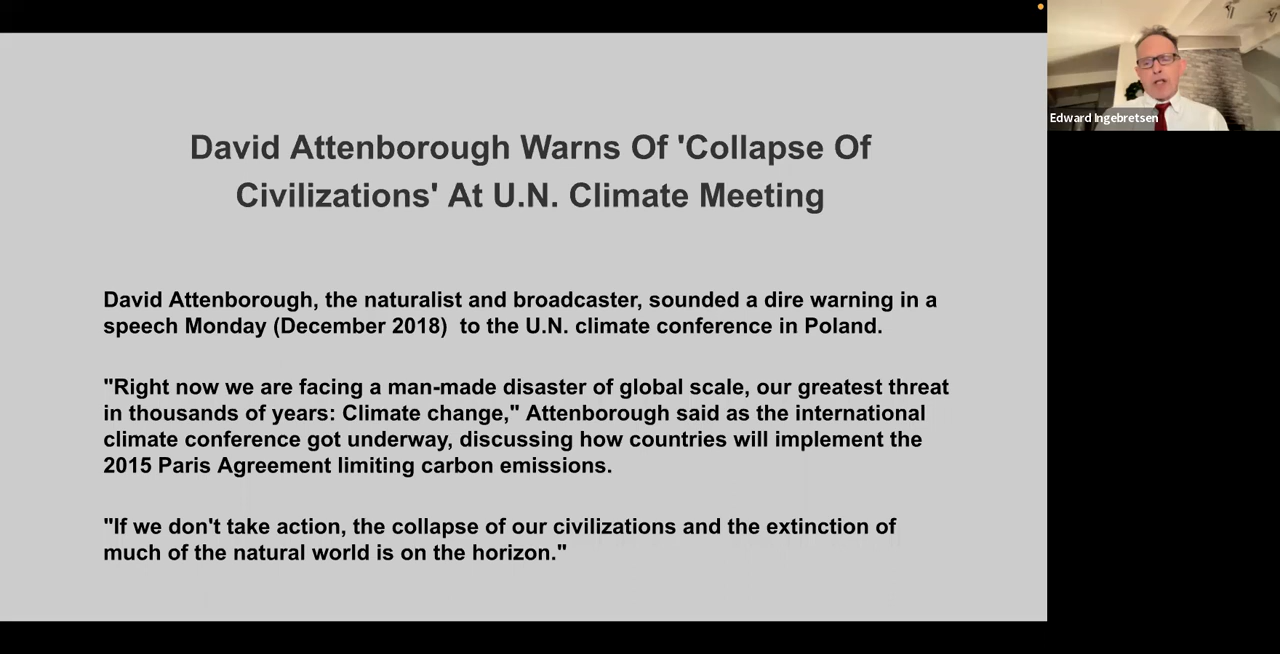 David Attenborough Warns Of 'Collapse Of
Civilizations' At U.N. Climate Meeting
David Attenborough, the naturalist and broadcaster, sounded a dire warning in a
speech Monday (December 2018)  to the U.N. climate conference in Poland.
"Right now we are facing a man-made disaster of global scale, our greatest threat
in thousands of years: Climate change," Attenborough said as the international
climate conference got underway, discussing how countries will implement the
2015 Paris Agreement limiting carbon emissions.
"If we don't take action, the collapse of our civilizations and the extinction of
much of the natural world is on the horizon."
Edward Ingebretsen